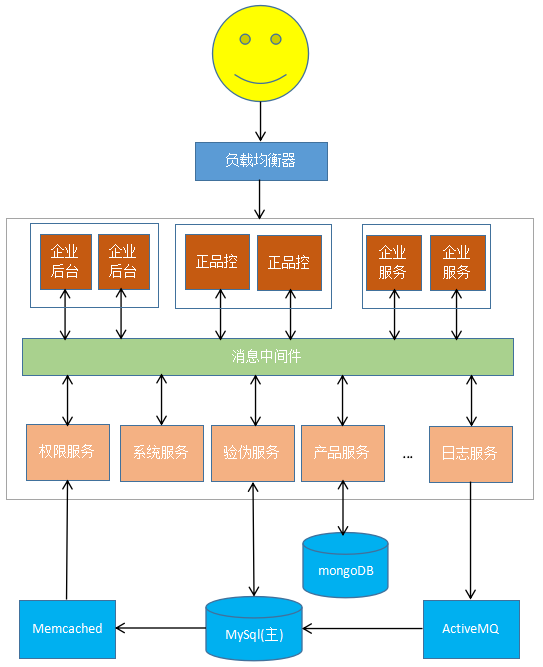 负载均衡器
企业
后台
企业
后台
正品控
正品控
企业
服务
企业
服务
消息中间件
权限服务
系统服务
验伪服务
产品服务
...
日志服务
mongoDB
Memcached
MySql(主)
ActiveMQ